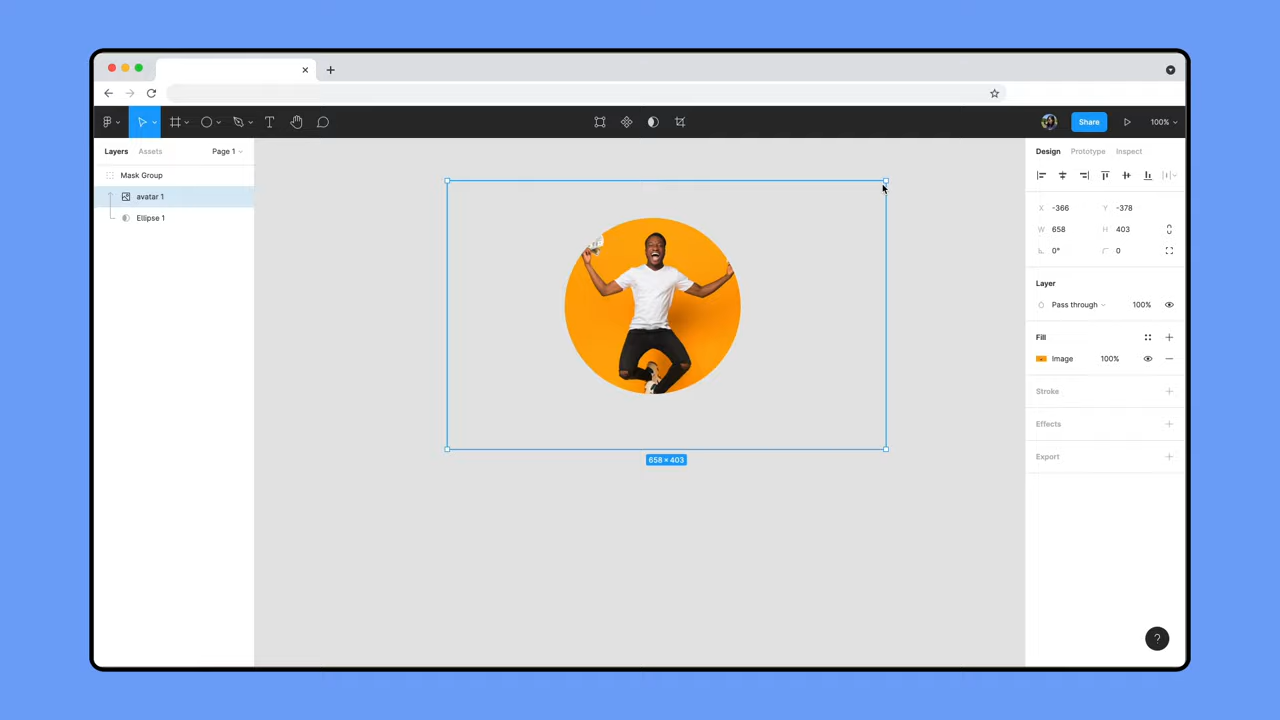 Share
100%
Layers
Assets
Page 1
Mask Group
avatar 1
Ellipse 1
658 × 403
Design
Prototype
Inspect
X -366
Y -378
W 658
H 403
0°
0
Layer
Pass through
100%
Fill
Image
100%
Stroke
Effects
Export
?